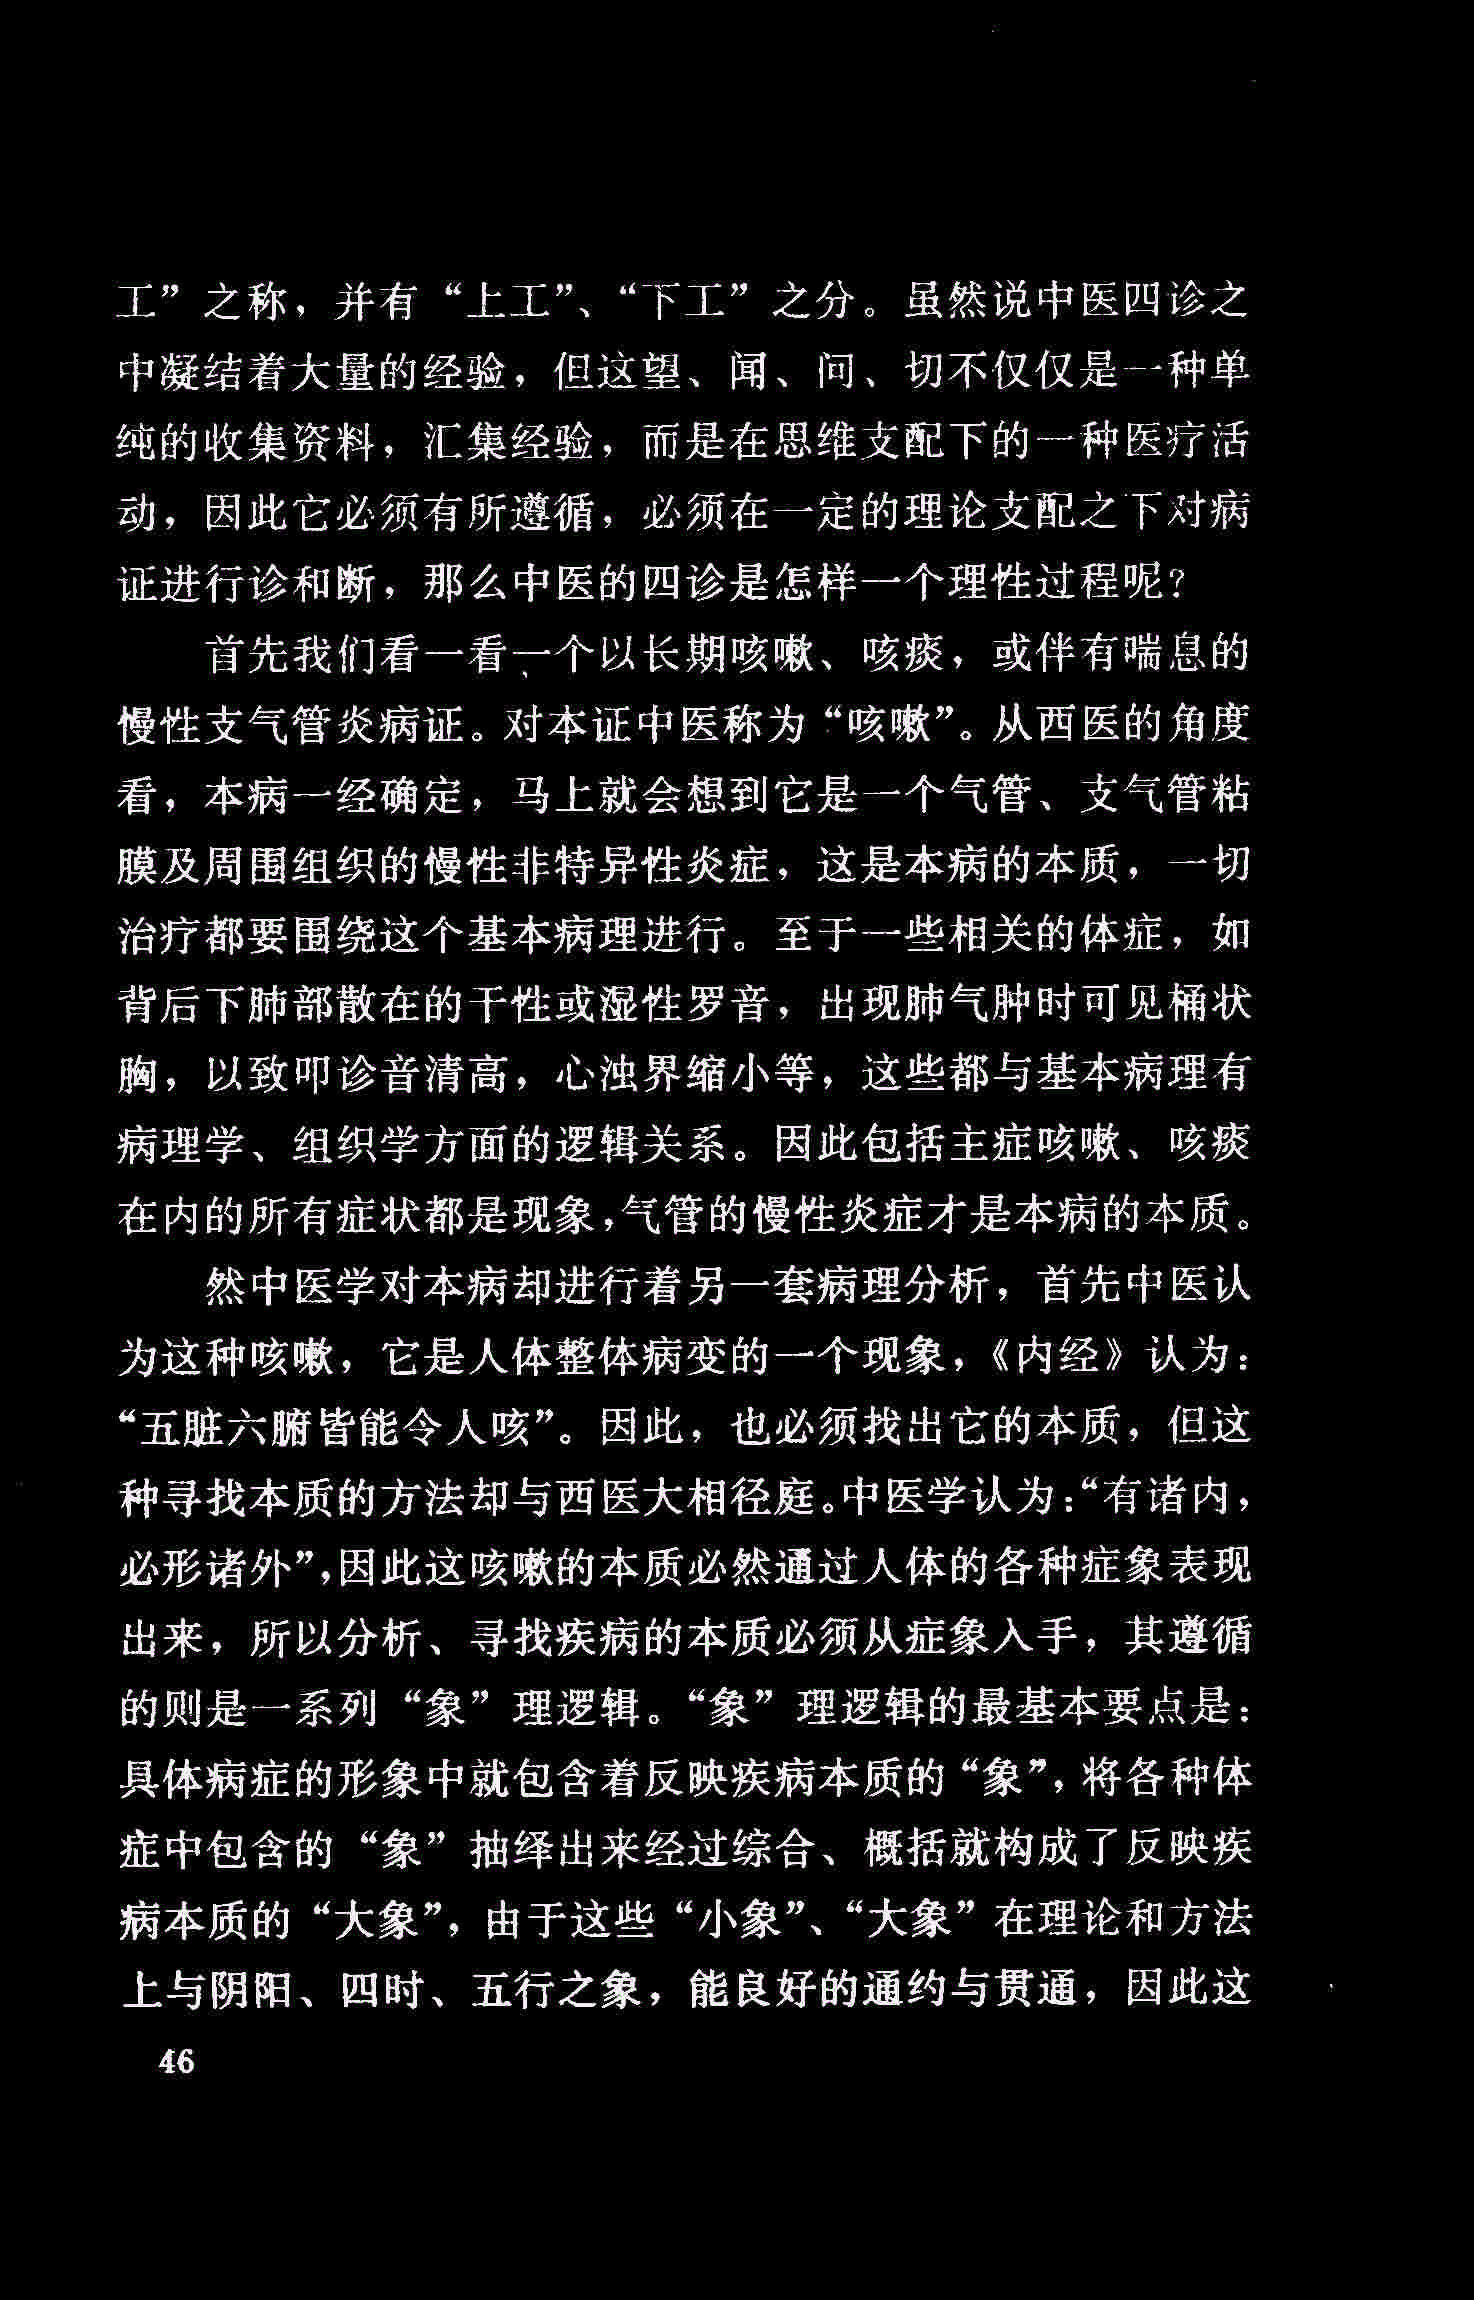 工”之称，并有“上工”、“下工”之分。虽然说中医四诊之
中凝结着大量的经验，但这望、闻、问、切不仅仅是一种单
纯的收集资料，汇集经验，而是在思维支配下的一种医疗活
动，因此它必须有所遵循，必须在一定的理论支配之下对病
证进行诊和断，那么中医的四诊是怎样一个理性过程呢？
首先我们看一看一个以长期咳嗽、咳痰，或伴有喘息的
慢性支气管炎病证。对本证中医称为“咳嗽”。从西医的角度
看，本病一经确定，马上就会想到它是一个气管、支气管粘
膜及周围组织的慢性非特异性炎症，这是本病的本质，一切
治疗都要围绕这个基本病理进行。至于一些相关的体症，如
背后下肺部散在的干性或湿性罗音，出现肺气肿时可见桶状
胸，以致叩诊音清高，心浊界缩小等，这些都与基本病理有
病理学、组织学方面的逻辑关系。因此包括主症咳嗽、咳痰
在内的所有症状都是现象，气管的慢性炎症才是本病的本质。
然中医学对本病却进行着另一套病理分析，首先中医认
为这种咳嗽，它是人体整体病变的一个现象，《内经》认为：
“五脏六腑皆能令人咳”。因此，也必须找出它的本质，但这
种寻找本质的方法却与西医大相径庭。中医学认为：“有诸内，
必形诸外”，因此这咳嗽的本质必然通过人体的各种症象表现
出来，所以分析、寻找疾病的本质必须从症象入手，其遵循
的则是一系列“象”理逻辑。“象”理逻辑的最基本要点是：
具体病症的形象中就包含着反映疾病本质的“象”，将各种体
症中包含的“象”抽绎出来经过综合、概括就构成了反映疾
病本质的“大象”，由于这些“小象”、“大象”在理论和方法
上与阴阳、四时、五行之象，能良好的通约与贯通，因此这
46